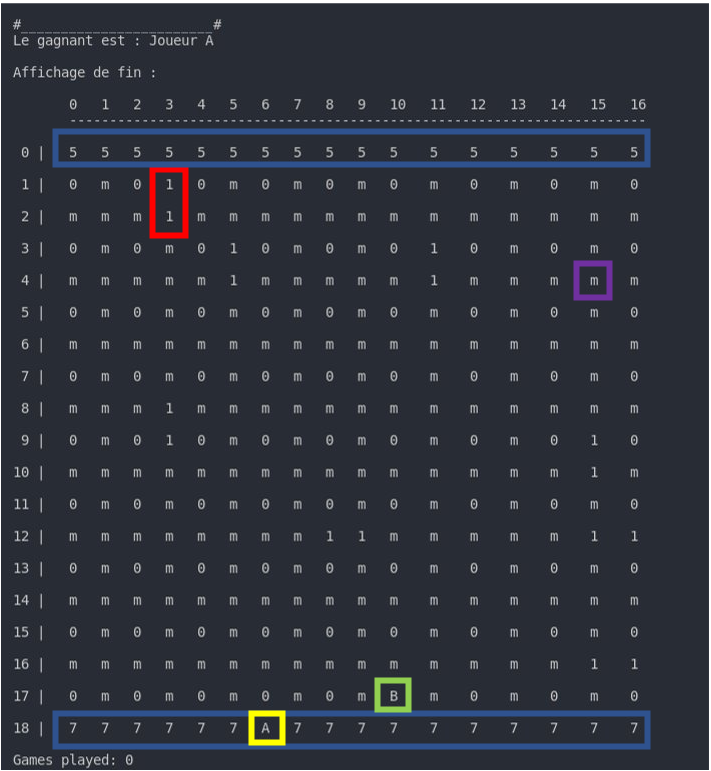 #________________________#
Le gagnant est : Joueur A
Affichage de fin :
0 1 2 3 4 5 6 7 8 9 10 11 12 13 14 15 16
------------------------------------------------------------------------
0 | 5 5 5 5 5 5 5 5 5 5 5 5 5 5 5 5 5
1 | 0 m 0 1 0 m 0 m 0 m 0 m 0 m 0 m 0
2 | m m m 1 m m m m m m m m m m m m m
3 | 0 m 0 m 0 1 0 m 0 m 0 1 0 m 0 m 0
4 | m m m m m 1 m m m m m 1 m m m m m
5 | 0 m 0 m 0 m 0 m 0 m 0 m 0 m 0 m 0
6 | m m m m m m m m m m m m m m m m m
7 | 0 m 0 m 0 m 0 m 0 m 0 m 0 m 0 m 0
8 | m m m 1 m m m m m m m m m m m m m
9 | 0 m 0 1 0 m 0 m 0 m 0 m 0 m 0 1 0
10 | m m m m m m m m m m m m m m m 1 m
11 | 0 m 0 m 0 m 0 m 0 m 0 m 0 m 0 m 0
12 | m m m m m m m m 1 1 m m m m m 1 1
13 | 0 m 0 m 0 m 0 m 0 m 0 m 0 m 0 m 0
14 | m m m m m m m m m m m m m m m m m
15 | 0 m 0 m 0 m 0 m 0 m 0 m 0 m 0 m 0
16 | m m m m m m m m m m m m m m m 1 1
17 | 0 m 0 m 0 m 0 m 0 m B m 0 m 0 m 0
18 | 7 7 7 7 7 7 A 7 7 7 7 7 7 7 7 7 7
Games played: 0